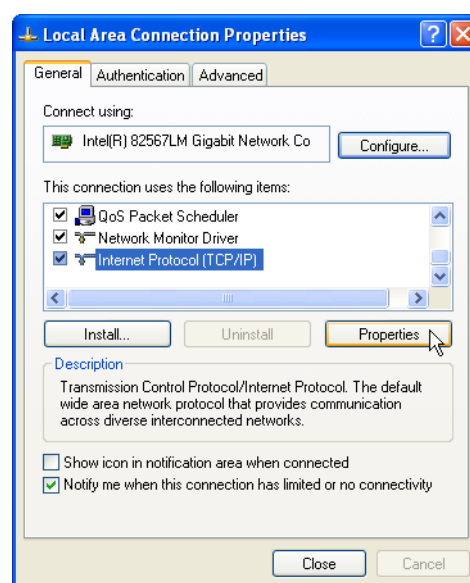 Local Area Connection Properties
General Authentication Advanced
Connect using:
Intel(R) 82567LM Gigabit Network Co Configure...
This connection uses the following items:
QoS Packet Scheduler
Network Monitor Driver
Internet Protocol (TCP/IP)
Install... Uninstall Properties
Description
Transmission Control Protocol/Internet Protocol. The default
wide area network protocol that provides communication
across diverse interconnected networks.
Show icon in notification area when connected
Notify me when this connection has limited or no connectivity
Close Cancel